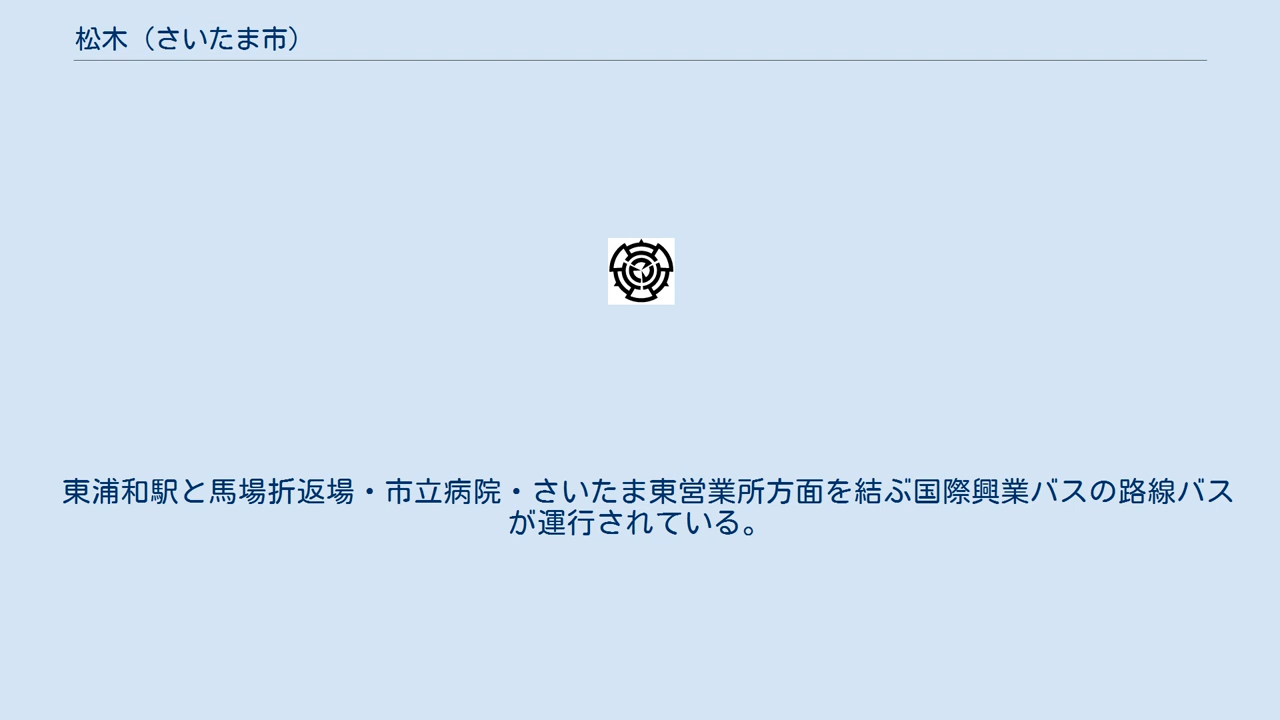 松木（さいたま市）
東浦和駅と馬場折返場・市立病院・さいたま東営業所方面を結ぶ国際興業バスの路線バス
が運行されている。